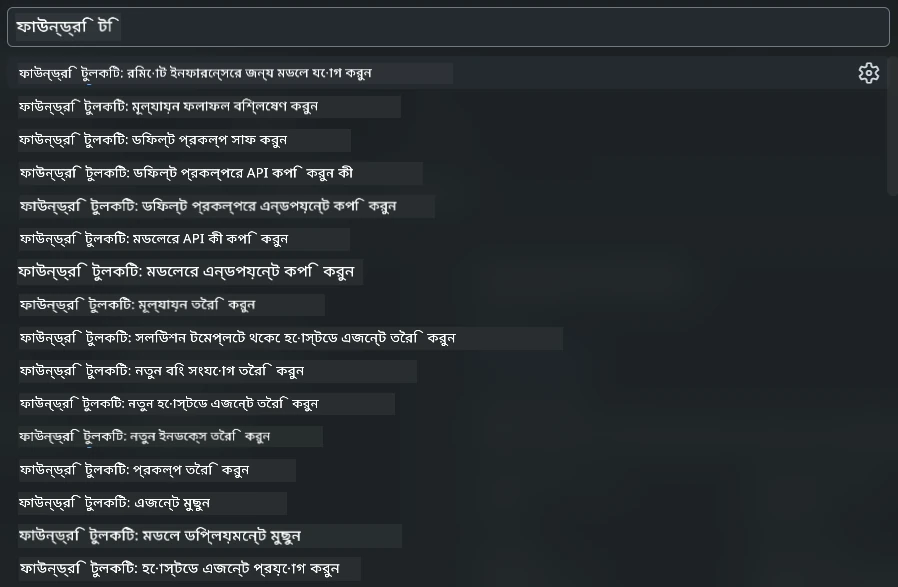 ফাউন্ড্রি টি
ফাউন্ড্রি টুলকিট: রিমোট ইনফারেন্সের জন্য মডেল যোগ করুন
ফাউন্ড্রি টুলকিট: মূল্যায়ন ফলাফল বিশ্লেষণ করুন
ফাউন্ড্রি টুলকিট: ডিফল্ট প্রকল্প সাফ করুন
ফাউন্ড্রি টুলকিট: ডিফল্ট প্রকল্পের API কপি করুন কী
ফাউন্ড্রি টুলকিট: ডিফল্ট প্রকল্পের এন্ডপয়েন্ট কপি করুন
ফাউন্ড্রি টুলকিট: মডেলের API কী কপি করুন
ফাউন্ড্রি টুলকিট: মডেলের এন্ডপয়েন্ট কপি করুন
ফাউন্ড্রি টুলকিট: মূল্যায়ন তৈরি করুন
ফাউন্ড্রি টুলকিট: সলিউশন টেমপ্লেট থেকে হোস্টেড এজেন্ট তৈরি করুন
ফাউন্ড্রি টুলকিট: নতুন বিং সংযোগ তৈরি করুন
ফাউন্ড্রি টুলকিট: নতুন হোস্টেড এজেন্ট তৈরি করুন
ফাউন্ড্রি টুলকিট: নতুন ইনডেক্স তৈরি করুন
ফাউন্ড্রি টুলকিট: প্রকল্প তৈরি করুন
ফাউন্ড্রি টুলকিট: এজেন্ট মুছুন
ফাউন্ড্রি টুলকিট: মডেল ডিপ্লয়মেন্ট মুছুন
ফাউন্ড্রি টুলকিট: হোস্টেড এজেন্ট প্রয়োগ করুন